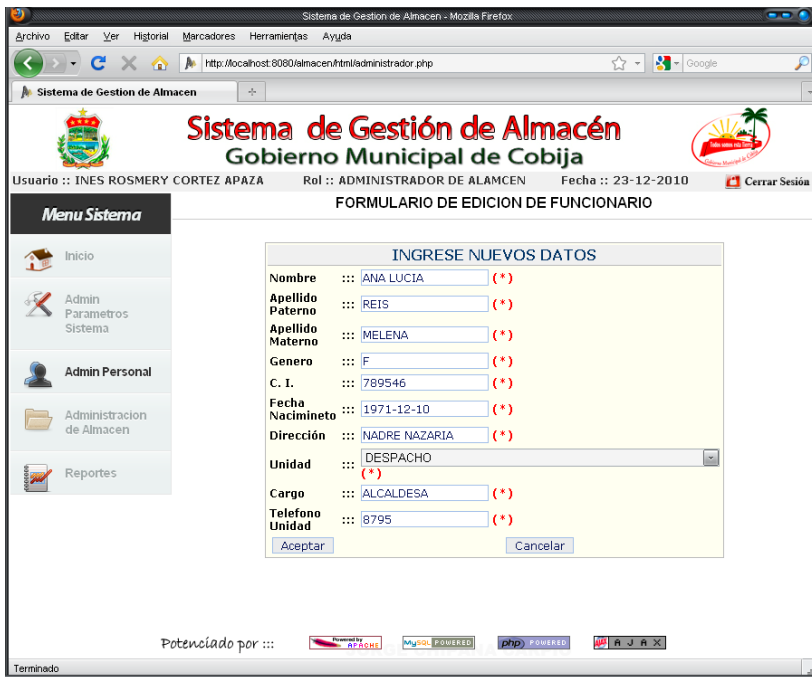 Sistema de Gestion de Almacen - Mozilla Firefox
Archivo Editar Ver Historial Marcadores Herramientas Ayuda
http://localhost:8080/almacen/html/administrador.php
Google
Sistema de Gestion de Almacen
Sistema de Gestión de Almacén
Gobierno Municipal de Cobija
Usuario :: INES ROSMERY CORTEZ APAZA Rol :: ADMINISTRADOR DE ALAMCEN Fecha :: 23-12-2010 Cerrar Sesión
Menu Sistema
FORMULARIO DE EDICION DE FUNCIONARIO
Inicio
Admin Parametros Sistema
Admin Personal
Administracion de Almacen
Reportes
INGRESE NUEVOS DATOS
Nombre ::: ANA LUCIA (*)
Apellido Paterno ::: REIS (*)
Apellido Materno ::: MELENA (*)
Genero ::: F (*)
C. I. ::: 789546 (*)
Fecha Nacimineto ::: 1971-12-10 (*)
Dirección ::: NADRE NAZARIA (*)
Unidad ::: DESPACHO
(*)
Cargo ::: ALCALDESA (*)
Telefono Unidad ::: 8795 (*)
Aceptar Cancelar
Potenciado por ::: Powered by APACHE MySQL POWERED php POWERED AJAX
Terminado